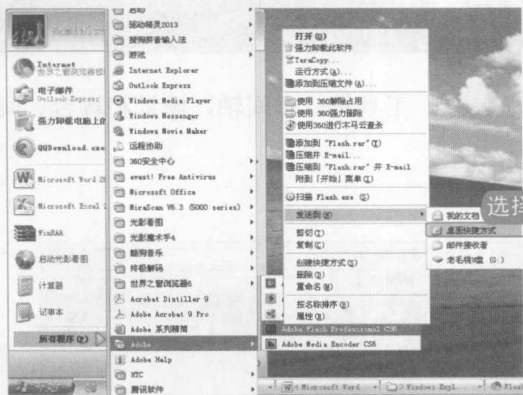 Internet
电子邮件
Outlook Express
强力卸载电脑上的
QQDownload.exe
Microsoft Word 20
Microsoft Excel 2
WinRAR
启动光影看图
计算器
记事本
所有程序(P)
启动
驱动精灵2013
搜狗拼音输入法
游戏
Internet Explorer
Outlook Express
Windows Media Player
Windows Messenger
Windows Movie Maker
远程协助
360安全中心
avast! Free Antivirus
Microsoft Office
MiraScan V6.3 (5000 series)
光影看图
光影魔术手4
酷狗音乐
终极解码
世界之窗浏览器6
Acrobat Distiller 9
Adobe Acrobat 9 Pro
Adobe 系列精简
Adobe
Adobe Help
HTC
腾讯软件
打开(O)
强力卸载此软件
TeraCopy...
运行方式(A)...
添加到压缩文件(A)...
使用 360解除占用
使用 360强力删除
使用360进行木马云查杀
添加到 "Flash.rar"(T)
压缩并 E-mail...
压缩到 "Flash.rar" 并 E-mail
附到「开始」菜单(I)
扫描 Flash.exe (S)
发送到(N)
剪切(T)
复制(C)
创建快捷方式(S)
删除(D)
重命名(M)
按名称排序(B)
属性(R)
选择
我的文档
桌面快捷方式
邮件接收者
老毛桃U盘 (G:)
Adobe Flash Professional CS6
Adobe Media Encoder CS6
4 Microsoft Word
3 Windows Expl
Flash